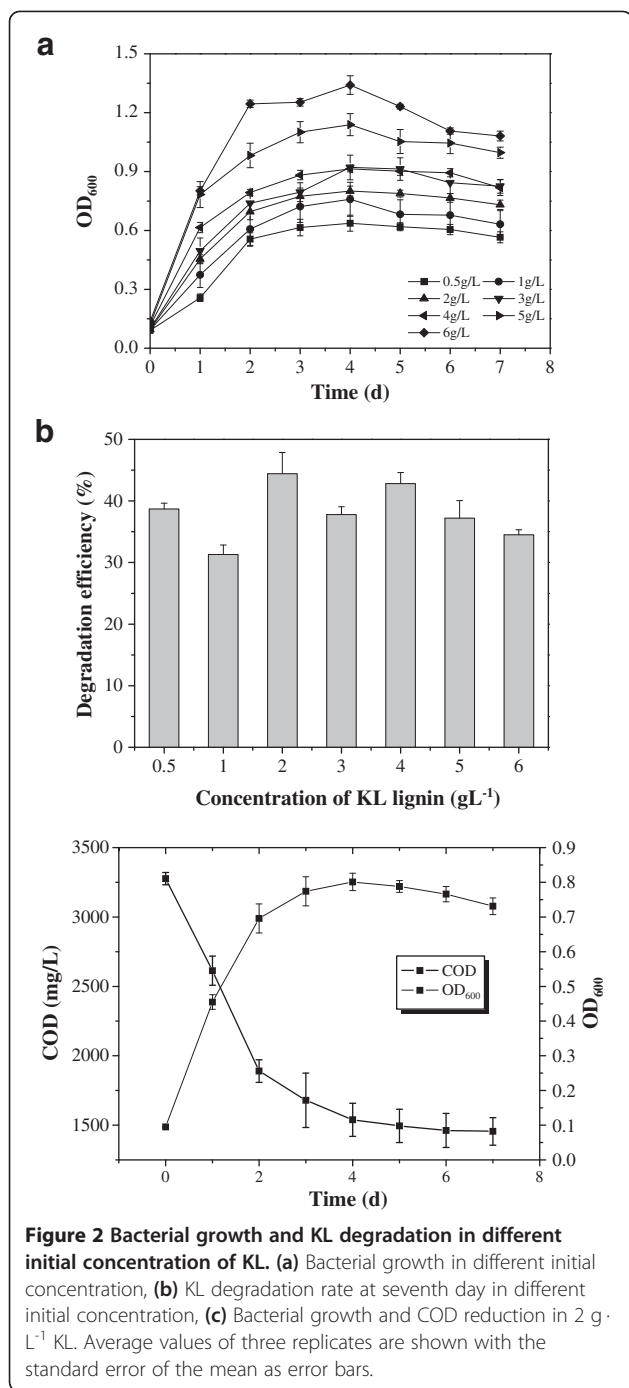 a
1.5
1.2
0.9
0.6
0.3
0.0
OD600
0.5g/L 1g/L
2g/L 3g/L
4g/L 5g/L
6g/L
0 1 2 3 4 5 6 7 8
Time (d)
b
50
40
30
20
10
0
Degradation efficiency (%)
0.5 1 2 3 4 5 6
Concentration of KL lignin (gL-1)
3500
3000
2500
2000
1500
COD (mg/L)
COD
OD600
0.9
0.8
0.7
0.6
0.5
0.4
0.3
0.2
0.1
0.0
OD600
0 2 4 6 8
Time (d)
Figure 2 Bacterial growth and KL degradation in different
initial concentration of KL. (a) Bacterial growth in different initial
concentration, (b) KL degradation rate at seventh day in different
initial concentration, (c) Bacterial growth and COD reduction in 2 g ·
L-1 KL. Average values of three replicates are shown with the
standard error of the mean as error bars.